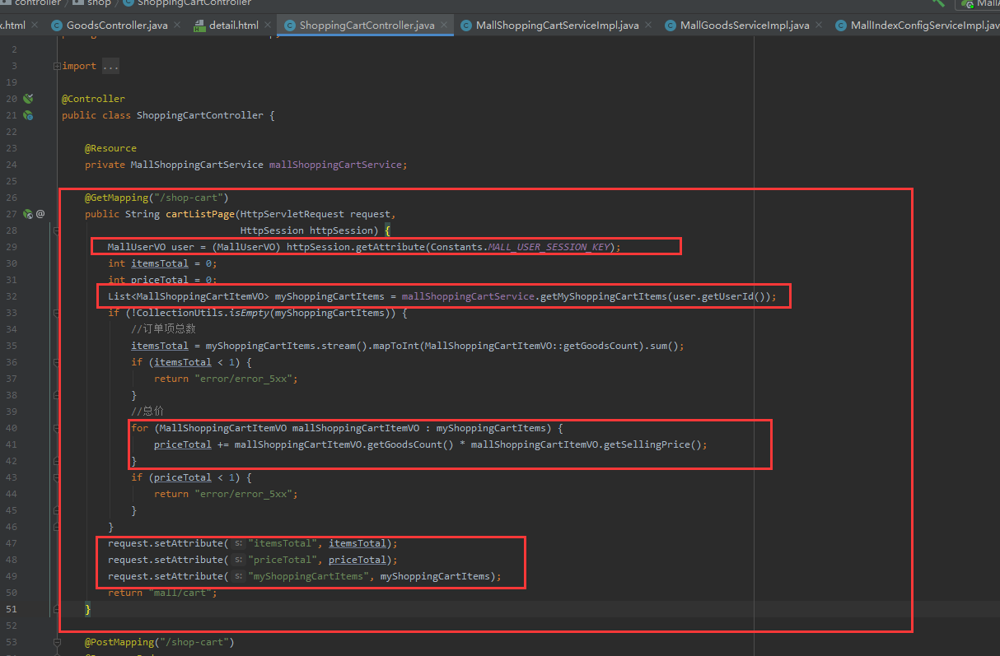 controller / shop / ShoppingCartController
x.html × GoodsController.java × detail.html × ShoppingCartController.java × MallShoppingCartServiceImpl.java × MallGoodsServiceImpl.java × MallIndexConfigServiceImpl.jav
2
3 import ...
19
20 @Controller
21 public class ShoppingCartController {
22
23 @Resource
24 private MallShoppingCartService mallShoppingCartService;
25
26 @GetMapping("/shop-cart")
27 @ public String cartListPage(HttpServletRequest request,
28 HttpSession httpSession) {
29 MallUserVO user = (MallUserVO) httpSession.getAttribute(Constants.MALL_USER_SESSION_KEY);
30 int itemsTotal = 0;
31 int priceTotal = 0;
32 List<MallShoppingCartItemVO> myShoppingCartItems = mallShoppingCartService.getMyShoppingCartItems(user.getUserId());
33 if (!CollectionUtils.isEmpty(myShoppingCartItems)) {
34 //订单项总数
35 itemsTotal = myShoppingCartItems.stream().mapToInt(MallShoppingCartItemVO::getGoodsCount).sum();
36 if (itemsTotal < 1) {
37 return "error/error_5xx";
38 }
39 //总价
40 for (MallShoppingCartItemVO mallShoppingCartItemVO : myShoppingCartItems) {
41 priceTotal += mallShoppingCartItemVO.getGoodsCount() * mallShoppingCartItemVO.getSellingPrice();
42 }
43 if (priceTotal < 1) {
44 return "error/error_5xx";
45 }
46 }
47 request.setAttribute( s: "itemsTotal", itemsTotal);
48 request.setAttribute( s: "priceTotal", priceTotal);
49 request.setAttribute( s: "myShoppingCartItems", myShoppingCartItems);
50 return "mall/cart";
51 }
52
53 @PostMapping("/shop-cart")